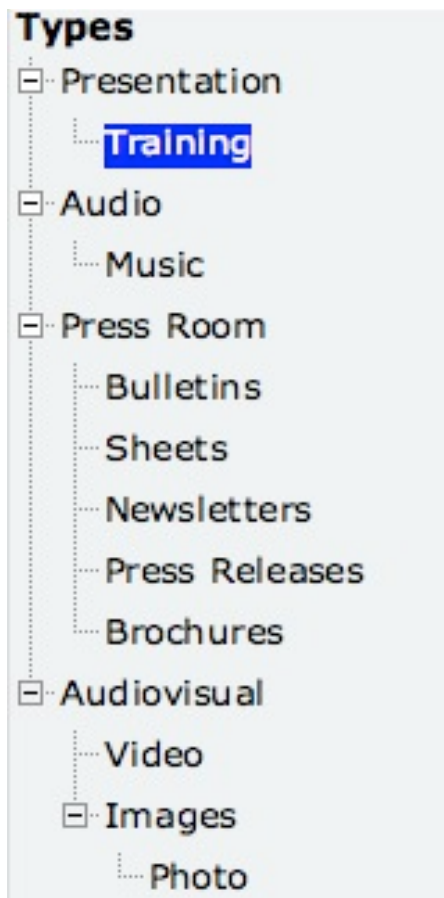 Types
Presentation
Training
Audio
Music
Press Room
Bulletins
Sheets
Newsletters
Press Releases
Brochures
Audiovisual
Video
Images
Photo